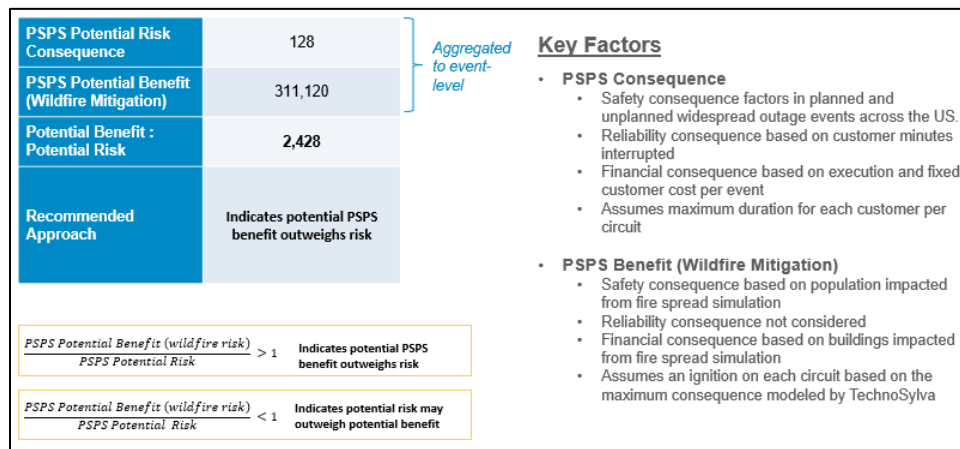 PSPS Potential Risk
Consequence
128
PSPS Potential Benefit
(Wildfire Mitigation)
311,120
Aggregated
to event-
level
Potential Benefit :
Potential Risk
2,428
Recommended
Approach
Indicates potential PSPS
benefit outweighs risk
PSPS Potential Benefit (wildfire risk)
PSPS Potential Risk
> 1
Indicates potential PSPS
benefit outweighs risk
PSPS Potential Benefit (wildfire risk)
PSPS Potential Risk
< 1
Indicates potential risk may
outweigh potential benefit
Key Factors
• PSPS Consequence
• Safety consequence factors in planned and
unplanned widespread outage events across the US.
• Reliability consequence based on customer minutes
interrupted
• Financial consequence based on execution and fixed
customer cost per event
• Assumes maximum duration for each customer per
circuit
• PSPS Benefit (Wildfire Mitigation)
• Safety consequence based on population impacted
from fire spread simulation
• Reliability consequence not considered
• Financial consequence based on buildings impacted
from fire spread simulation
• Assumes an ignition on each circuit based on the
maximum consequence modeled by TechnoSylva